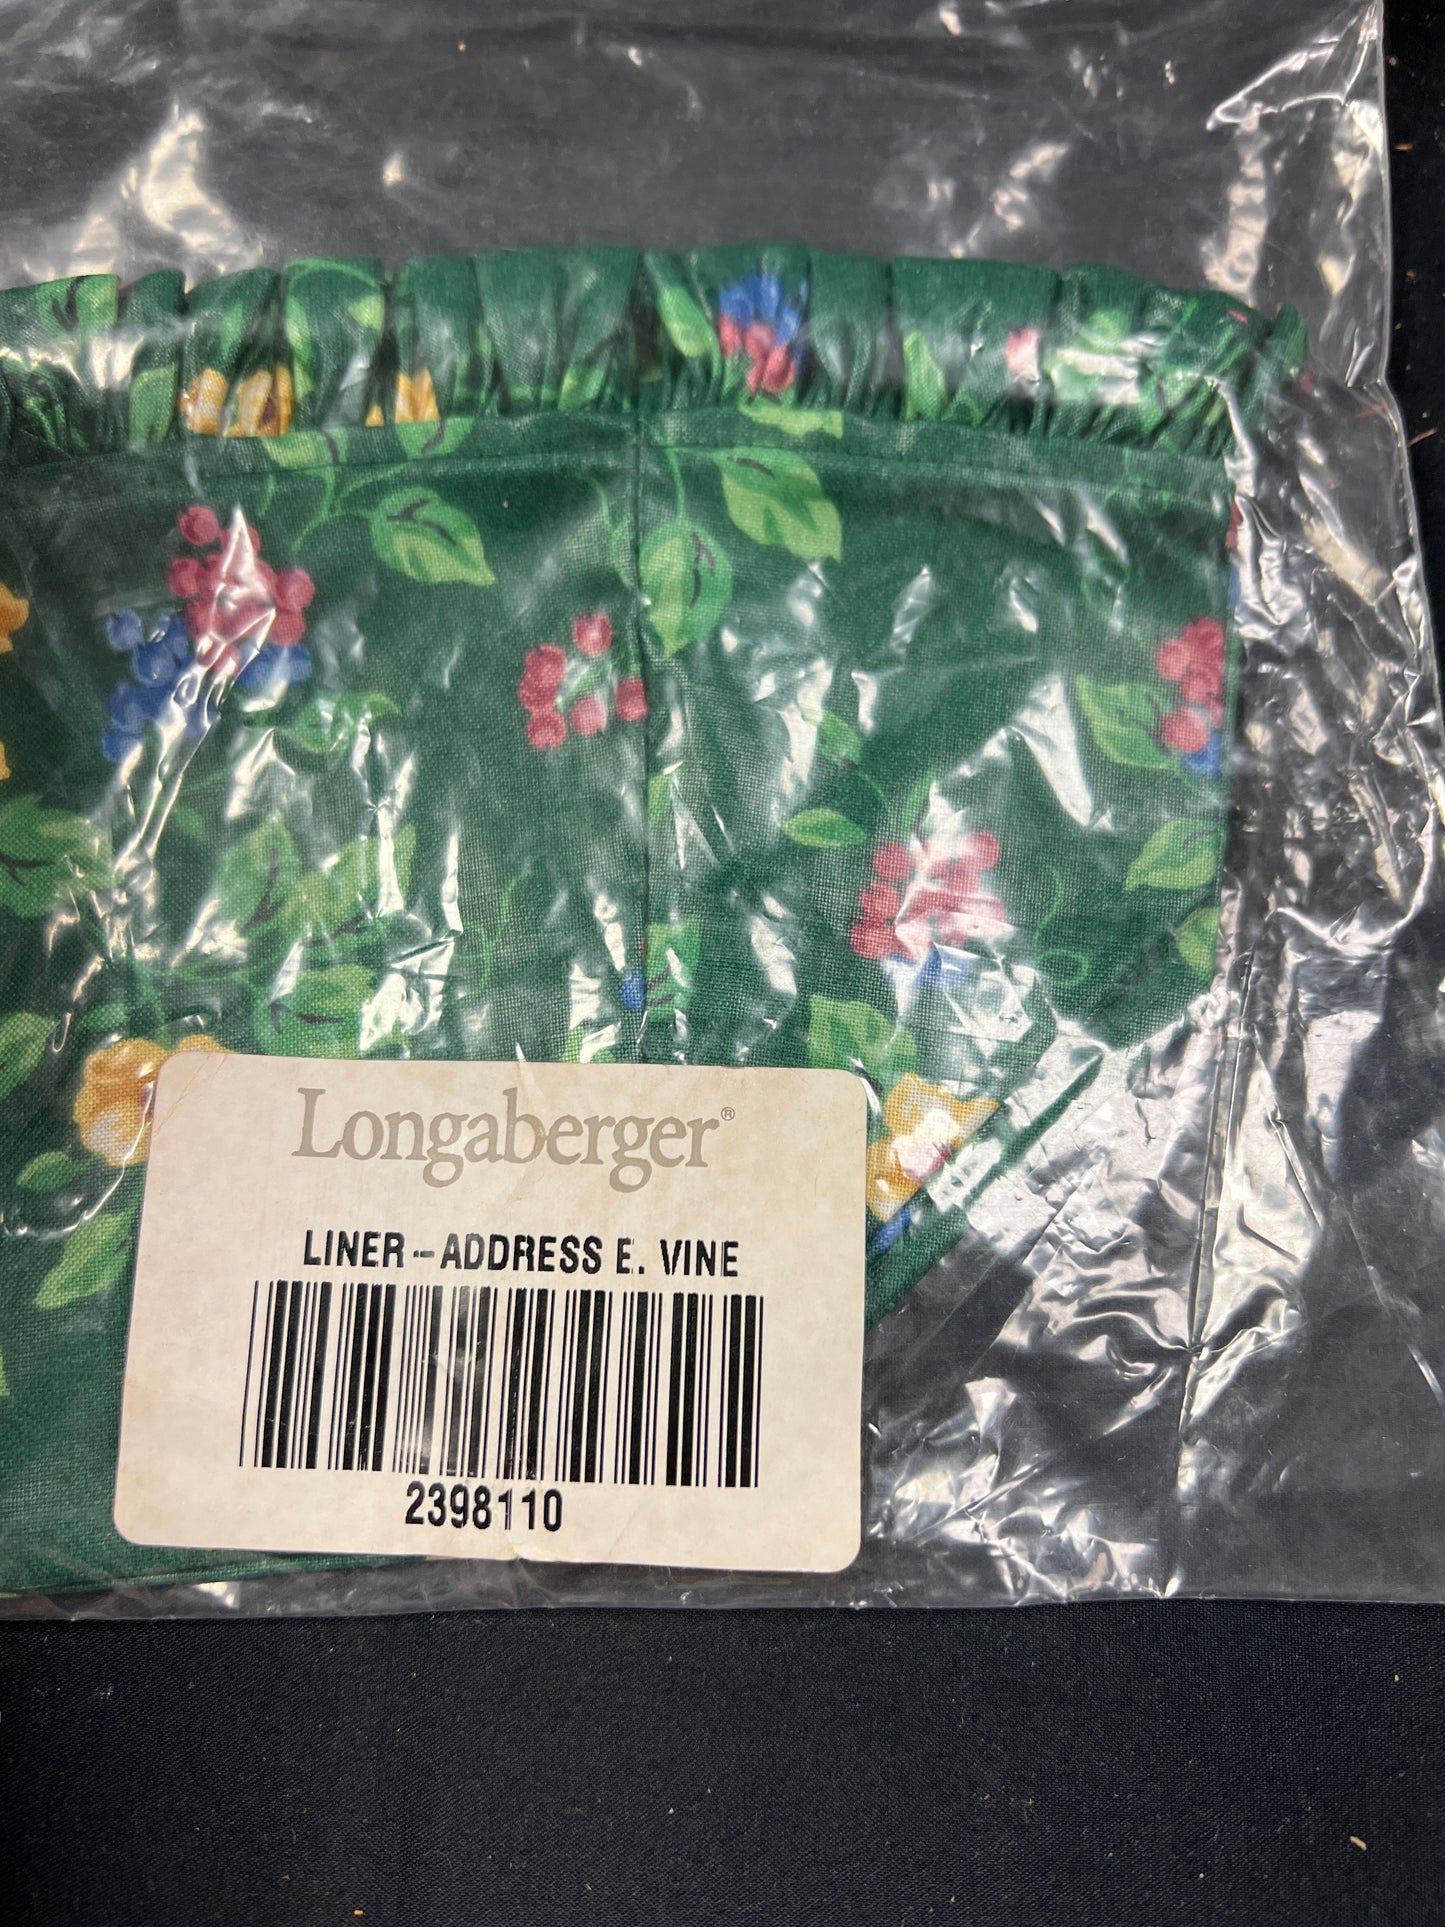 Longaberger®
LINER--ADDRESS E. VINE
2398110